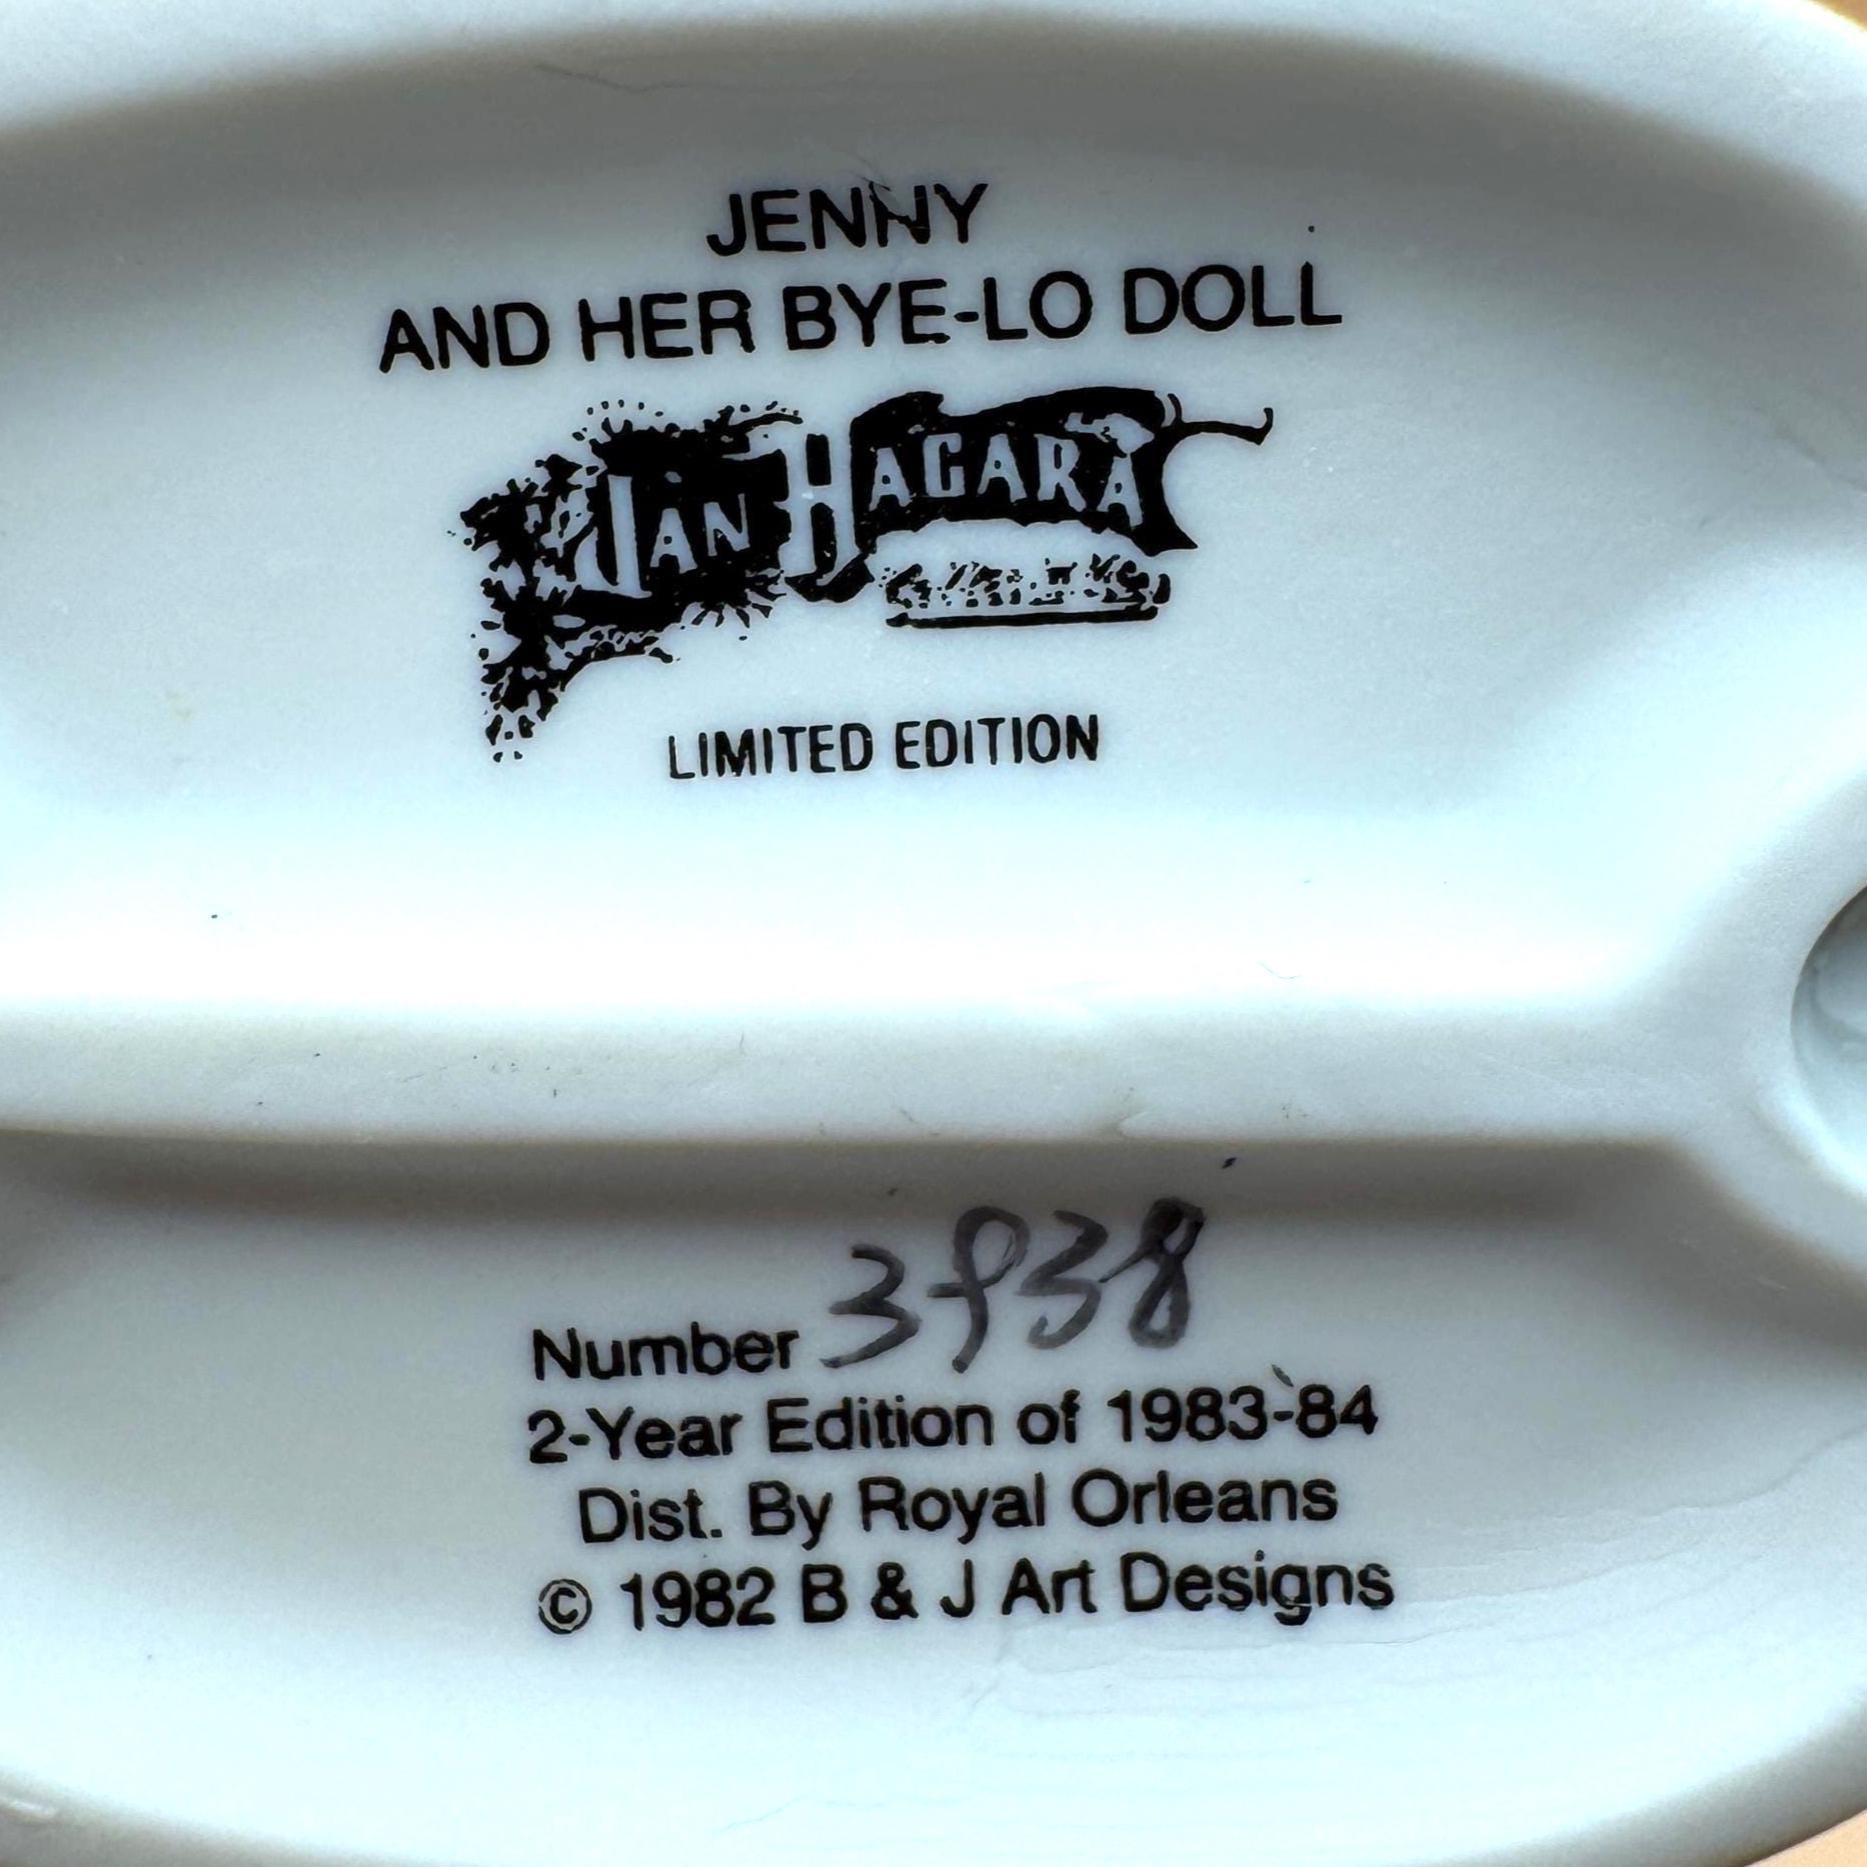 JENNY
AND HER BYE-LO DOLL
JAN HAGARA
LIMITED EDITION
Number 3938
2-Year Edition of 1983-'84
Dist. By Royal Orleans
© 1982 B & J Art Designs